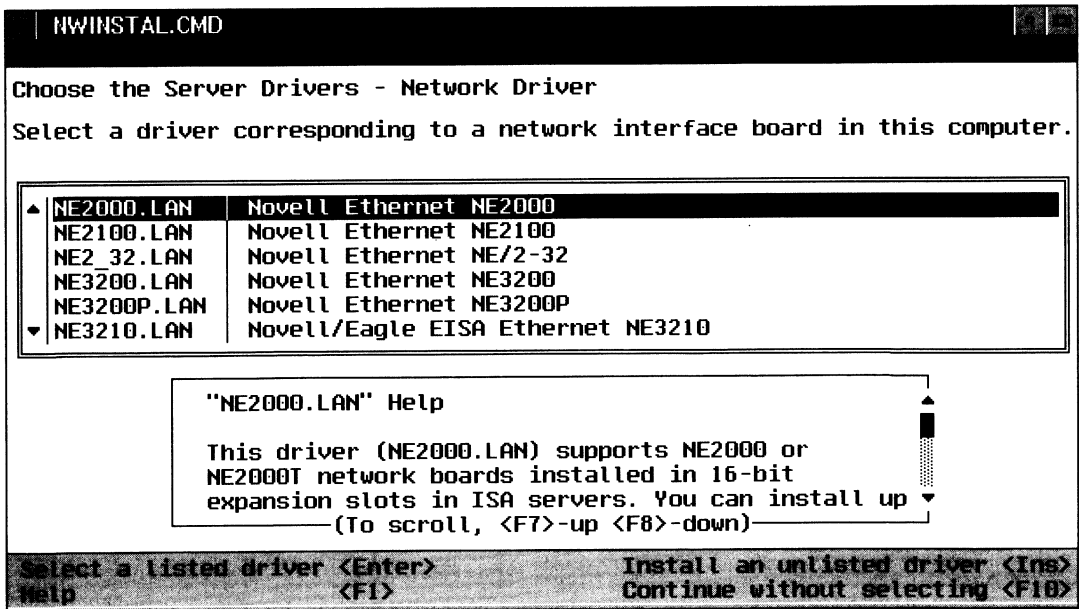 NWINSTAL.CMD
Choose the Server Drivers - Network Driver
Select a driver corresponding to a network interface board in this computer.
NE2000.LAN Novell Ethernet NE2000
NE2100.LAN Novell Ethernet NE2100
NE2_32.LAN Novell Ethernet NE/2-32
NE3200.LAN Novell Ethernet NE3200
NE3200P.LAN Novell Ethernet NE3200P
NE3210.LAN Novell/Eagle EISA Ethernet NE3210
"NE2000.LAN" Help
This driver (NE2000.LAN) supports NE2000 or
NE2000T network boards installed in 16-bit
expansion slots in ISA servers. You can install up
(To scroll, <F7>-up <F8>-down)
Select a listed driver <Enter> Install an unlisted driver <Ins>
Help <F1> Continue without selecting <F10>